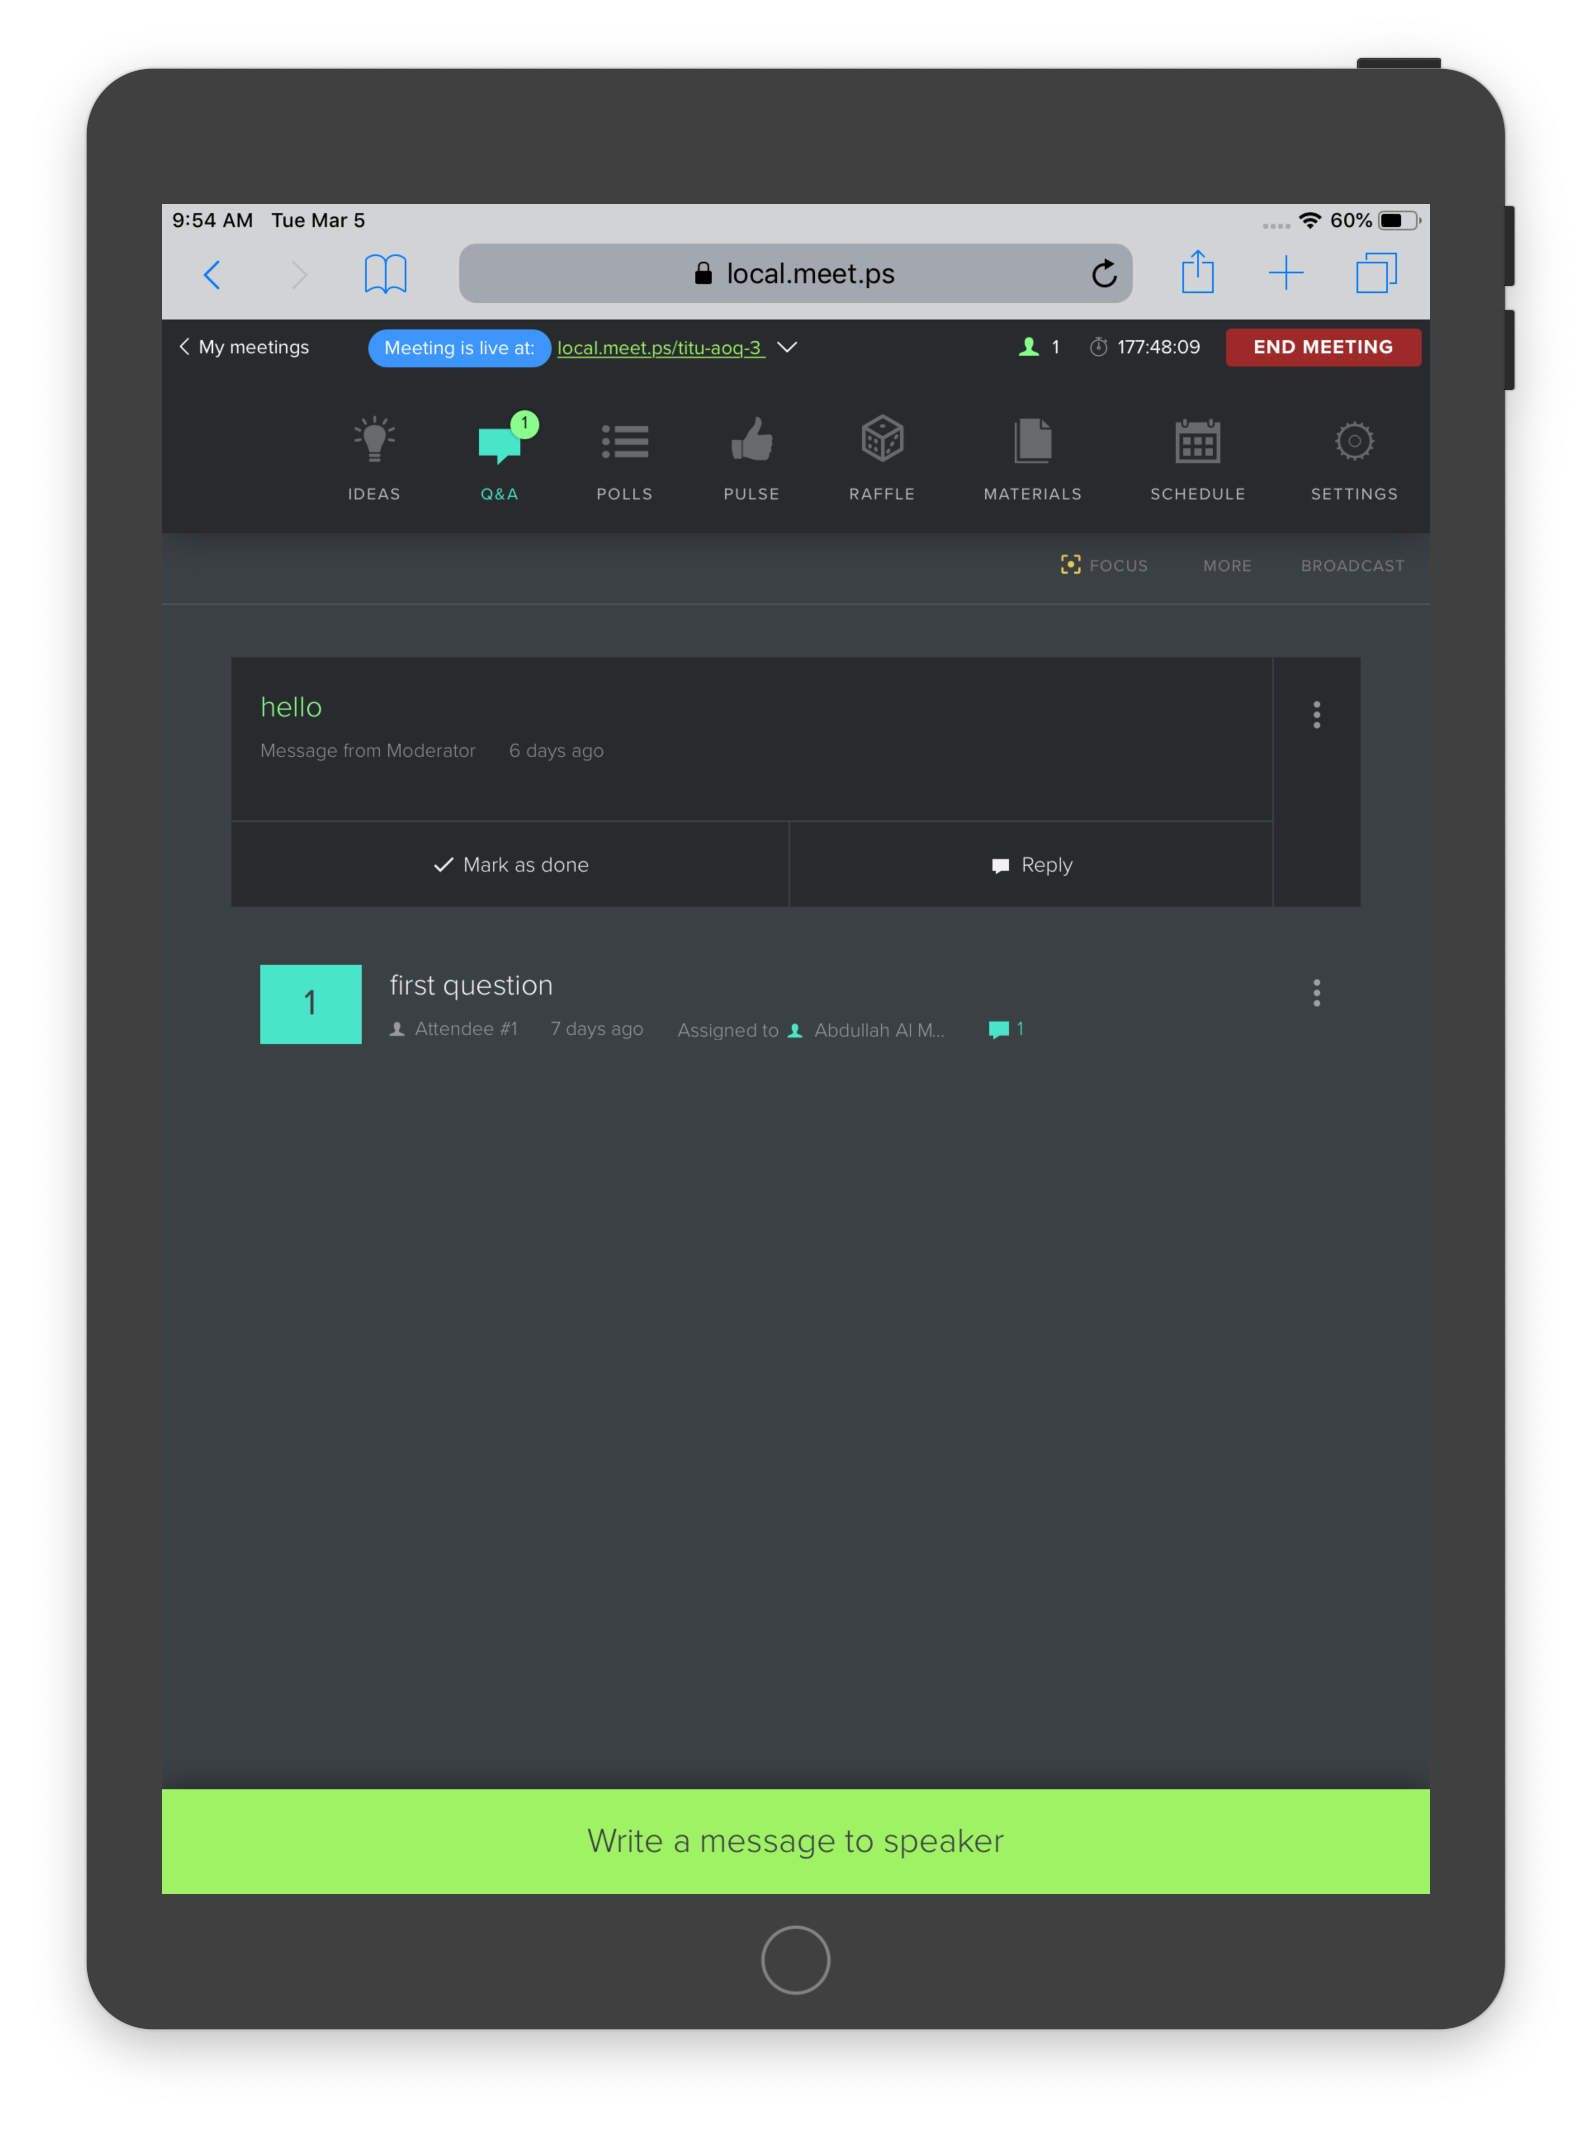 9:54 AM Tue Mar 5 60%
local.meet.ps
My meetings Meeting is live at: local.meet.ps/titu-aoq-3 1 177:48:09 END MEETING
1
IDEAS Q&A POLLS PULSE RAFFLE MATERIALS SCHEDULE SETTINGS
FOCUS MORE BROADCAST
hello
Message from Moderator 6 days ago
Mark as done Reply
1 first question
Attendee #1 7 days ago Assigned to Abdullah Al M... 1
Write a message to speaker